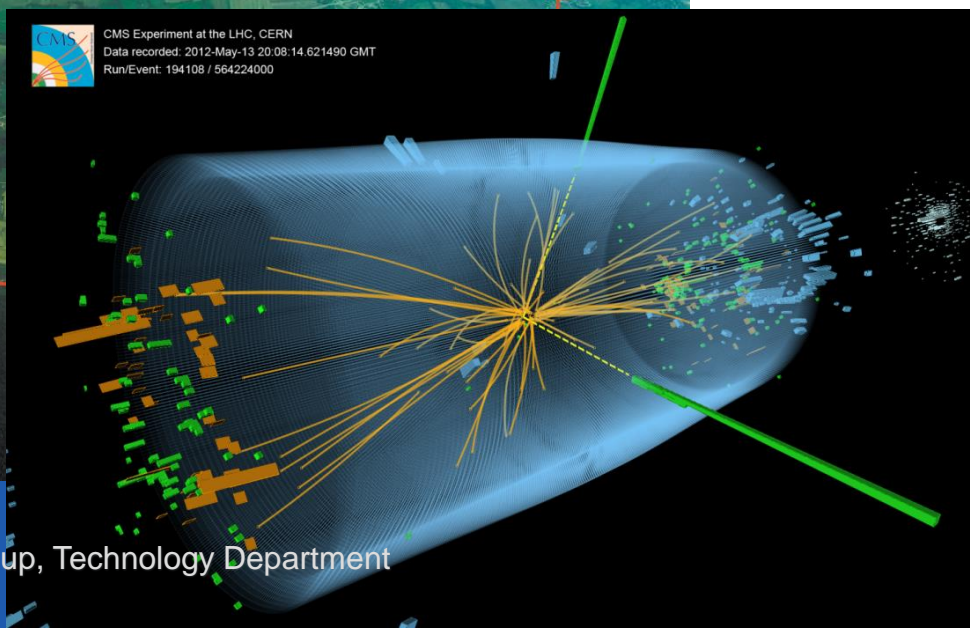 CMS
CMS Experiment at the LHC, CERN
Data recorded: 2012-May-13 20:08:14.621490 GMT
Run/Event: 194108 / 564224000
up, Technology Department